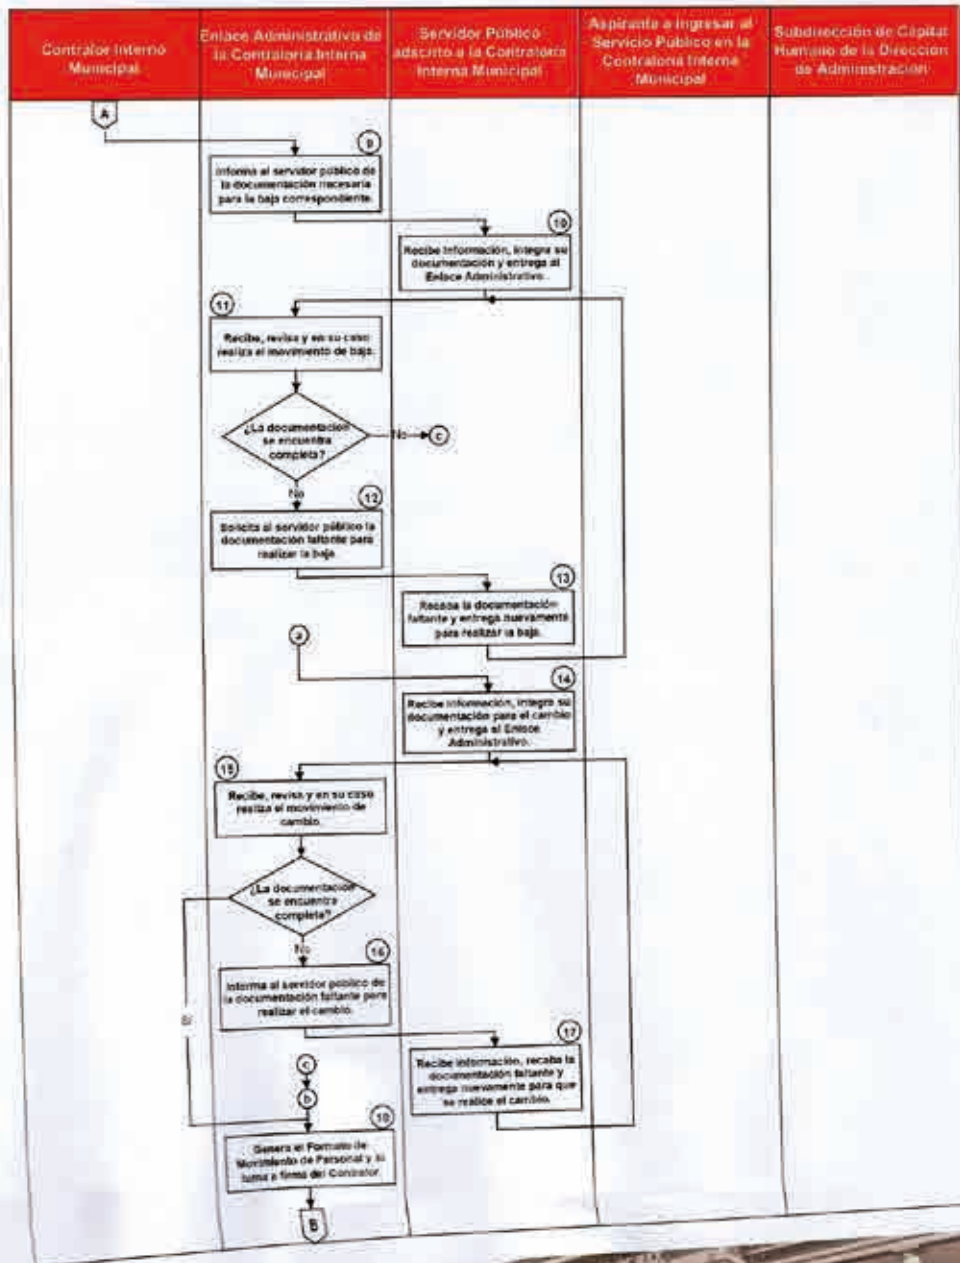 Contralor Interno
Municipal
Enlace Administrativo de
la Contraloría Interna
Municipal
Servidor Público
adscrito a la Contraloría
Interna Municipal
Aspirante a Ingresar al
Servicio Público en la
Contraloría Interna
Municipal
Subdirección de Capital
Humano de la Dirección
de Administración
A
9
Informa al servidor público de
la documentación necesaria
para la baja correspondiente.
10
Recibe información, integra su
documentación y entrega al
Enlace Administrativo.
11
Recibe, revisa y en su caso
realiza el movimiento de baja.
¿La documentación
se encuentra
completa?
No
c
No
12
Solicita al servidor público la
documentación faltante para
realizar la baja.
13
Recaba la documentación
faltante y entrega nuevamente
para realizar la baja.
a
14
Recibe información, integra su
documentación para el cambio
y entrega al Enlace
Administrativo.
15
Recibe, revisa y en su caso
realiza el movimiento de
cambio.
¿La documentación
se encuentra
completa?
No
16
Informa al servidor público de
la documentación faltante para
realizar el cambio.
17
Recibe información, recaba la
documentación faltante y
entrega nuevamente para que
se realice el cambio.
c
b
Genera el Formato de
Movimiento de Personal y lo
turna a firma del Contralor
B